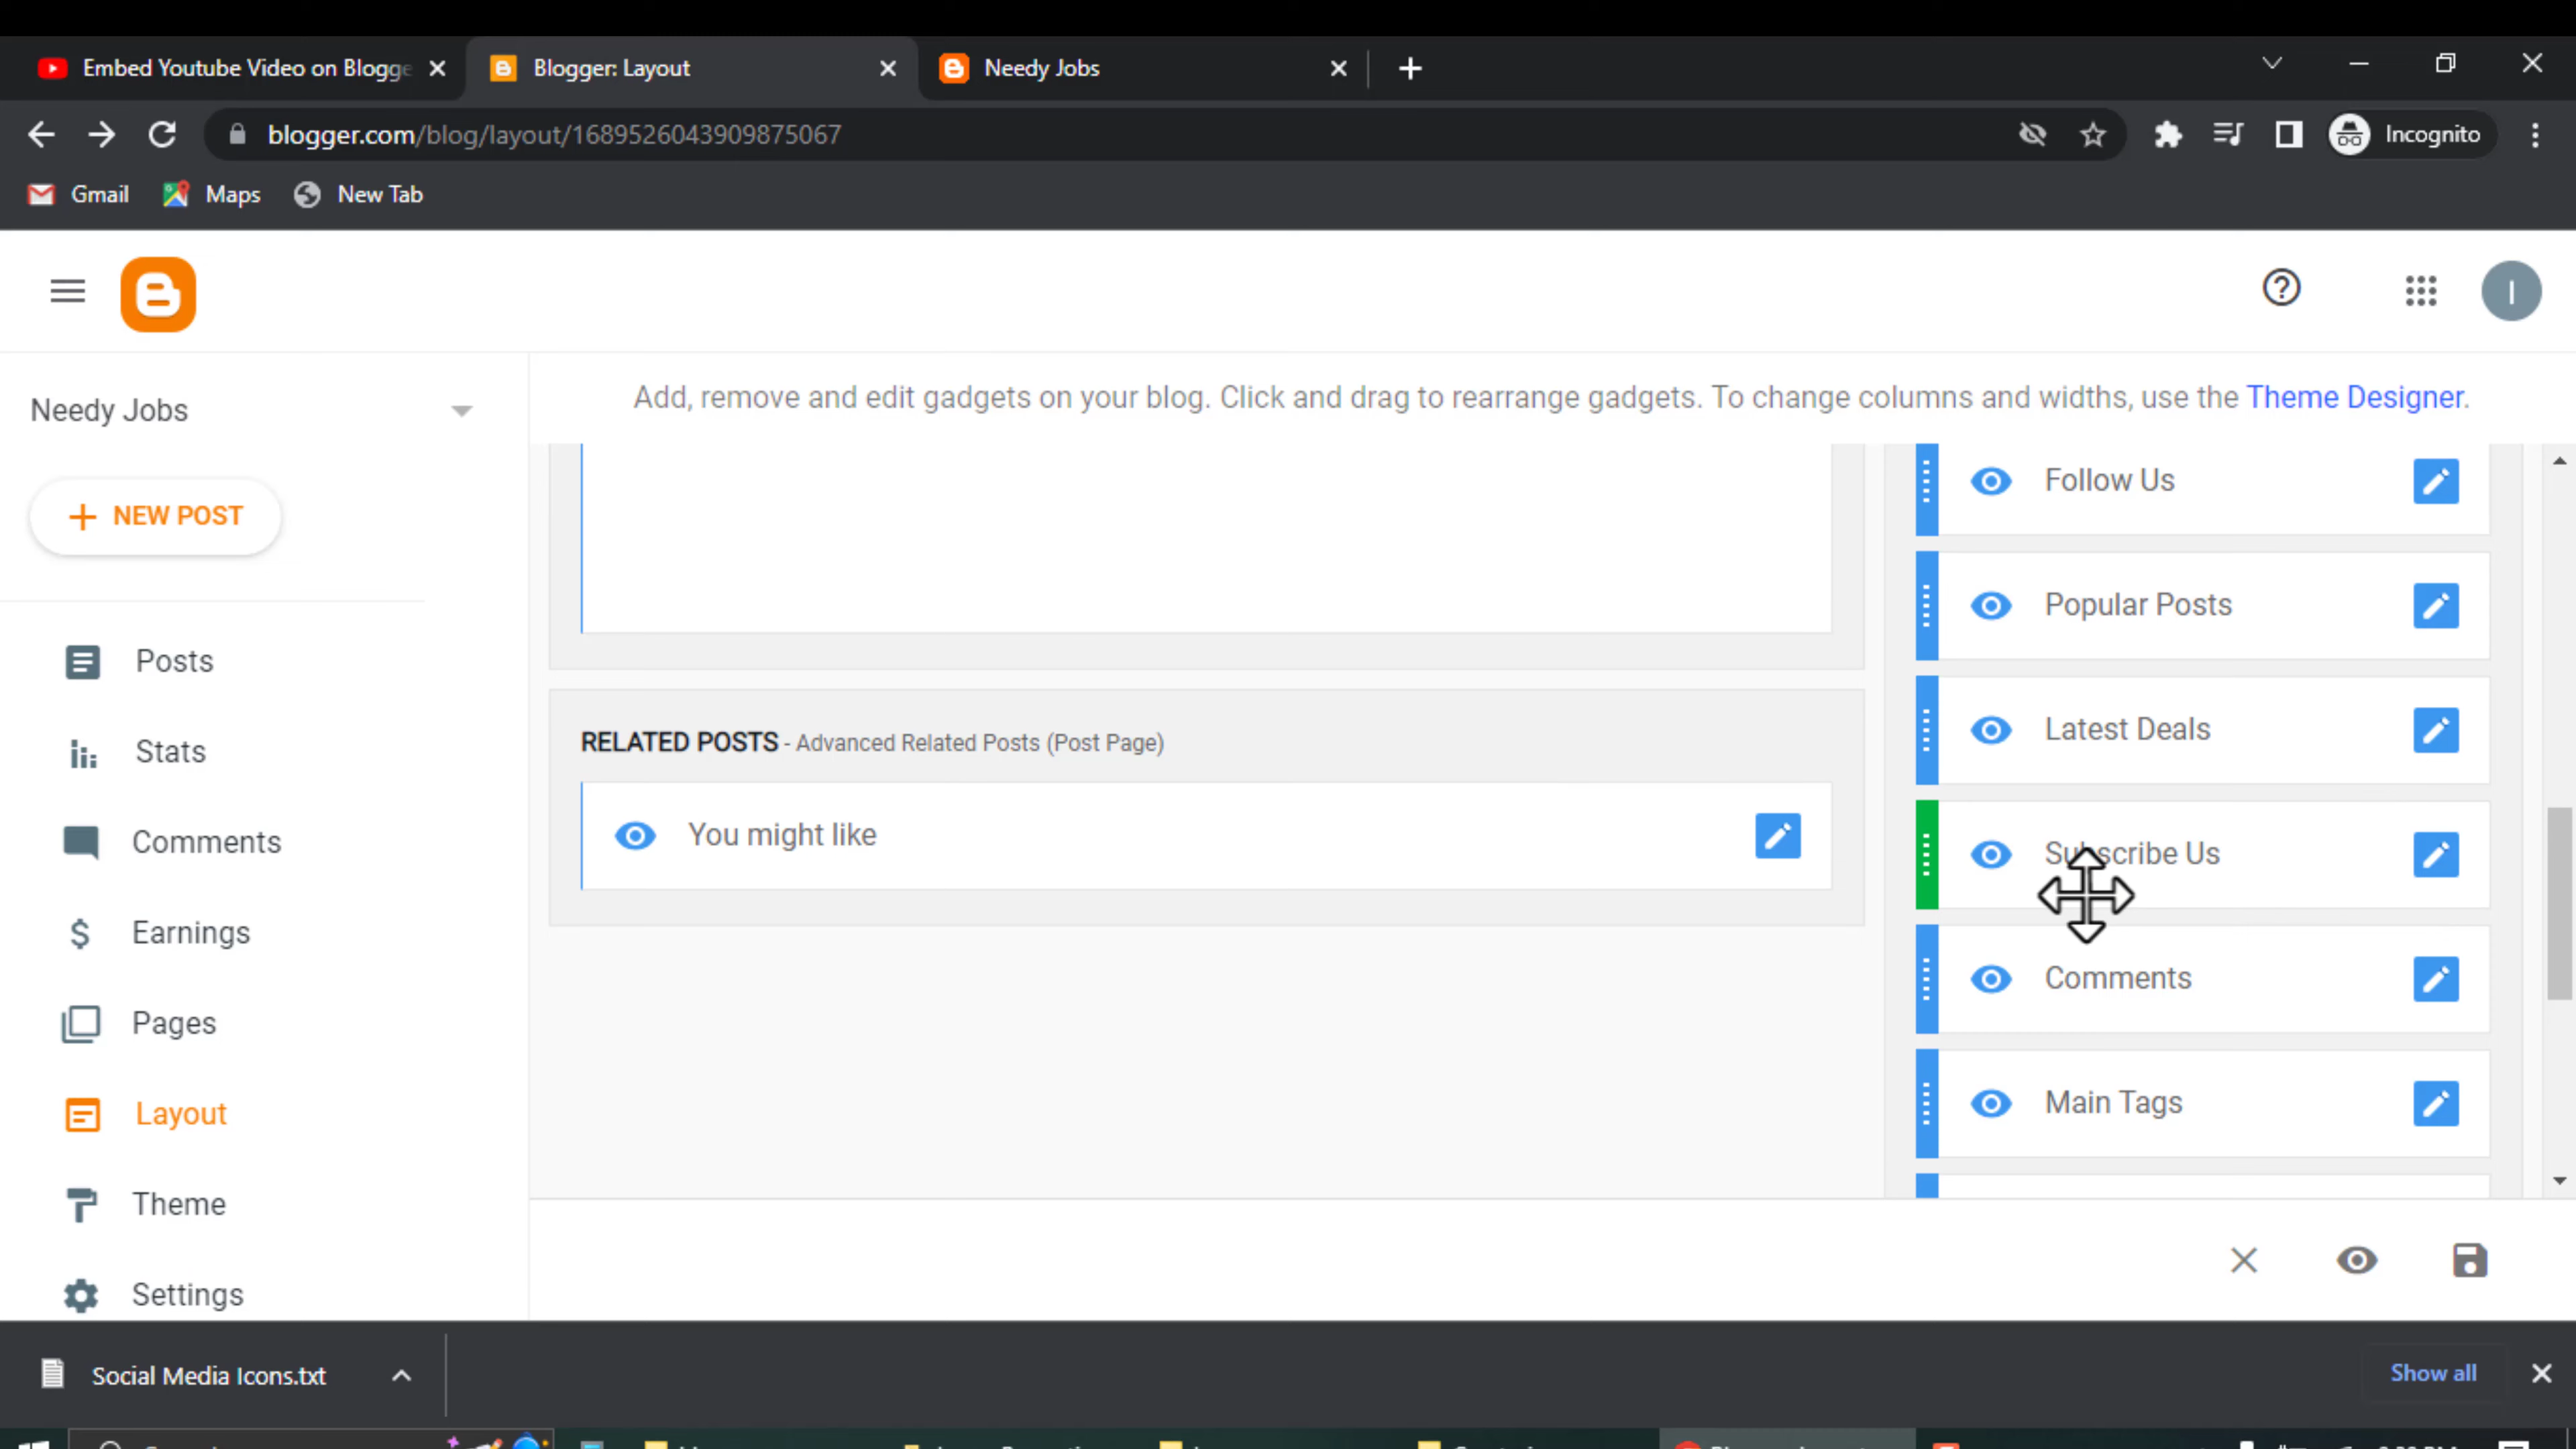 Embed Youtube Video on Blogge
Blogger: Layout
Needy Jobs
blogger.com/blog/layout/1689526043909875067
Incognito
Gmail
Maps
New Tab
I
Needy Jobs
Add, remove and edit gadgets on your blog. Click and drag to rearrange gadgets. To change columns and widths, use the Theme Designer.
NEW POST
Posts
Stats
Comments
Earnings
Pages
Layout
Theme
Settings
RELATED POSTS - Advanced Related Posts (Post Page)
You might like
Follow Us
Popular Posts
Latest Deals
Subscribe Us
Comments
Main Tags
Social Media Icons.txt
Show all